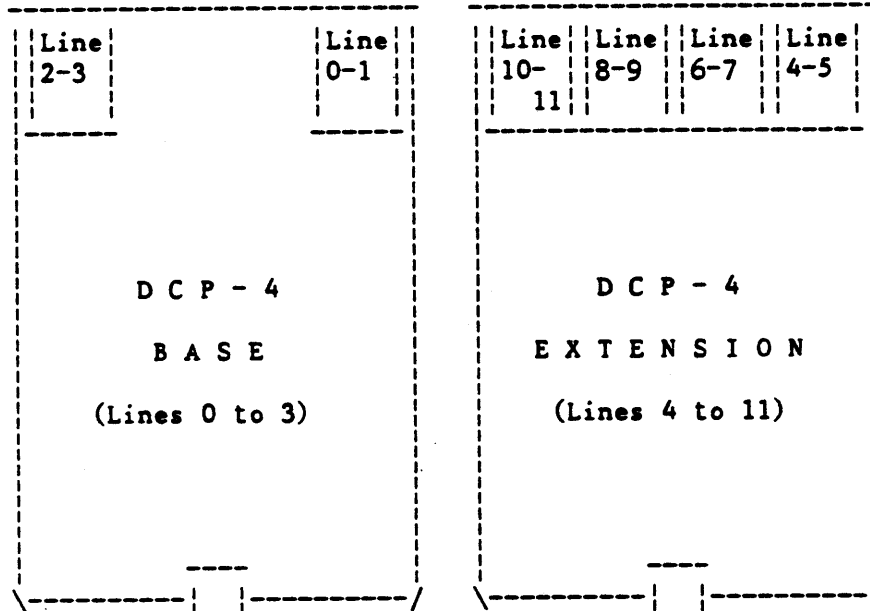 Line Line Line Line Line Line
2-3 0-1 10- 8-9 6-7 4-5
11
D C P - 4 D C P - 4
B A S E E X T E N S I O N
(Lines 0 to 3) (Lines 4 to 11)